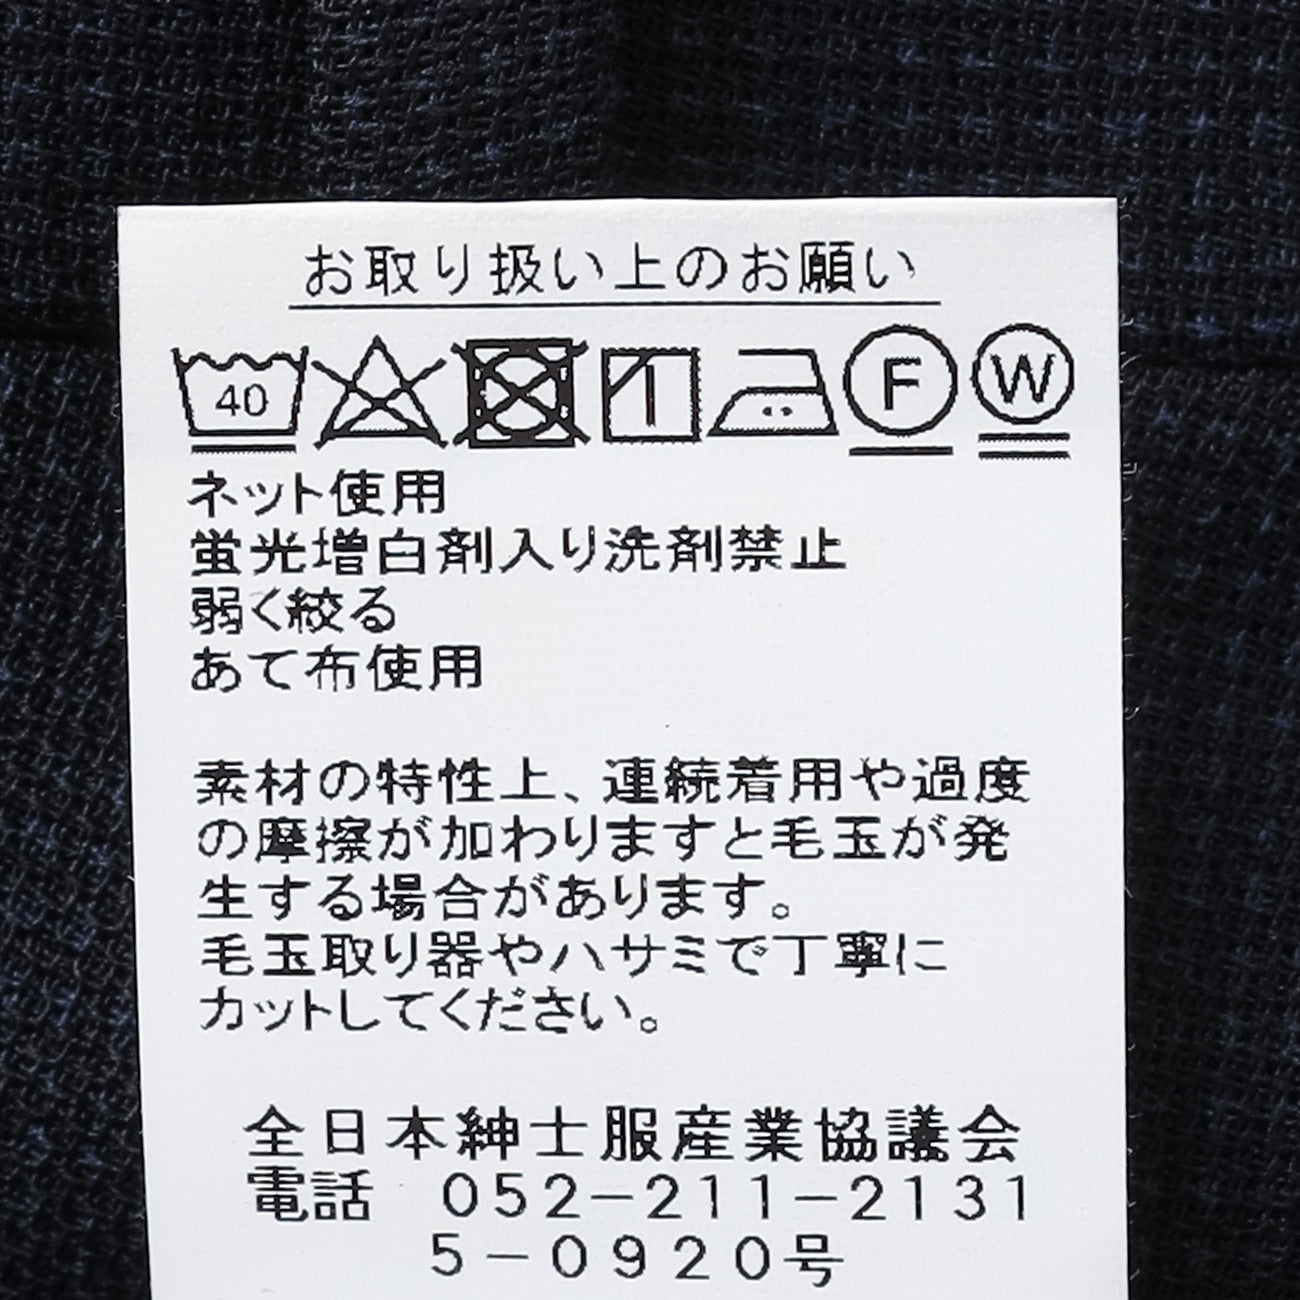 お取り扱い上のお願い
40 F W
ネット使用
蛍光増白剤入り洗剤禁止
弱く絞る
あて布使用
素材の特性上、連続着用や過度
の摩擦が加わりますと毛玉が発
生する場合があります。
毛玉取り器やハサミで丁寧に
カットしてください。
全日本紳士服産業協議会
電話 052-211-2131
5-0920号